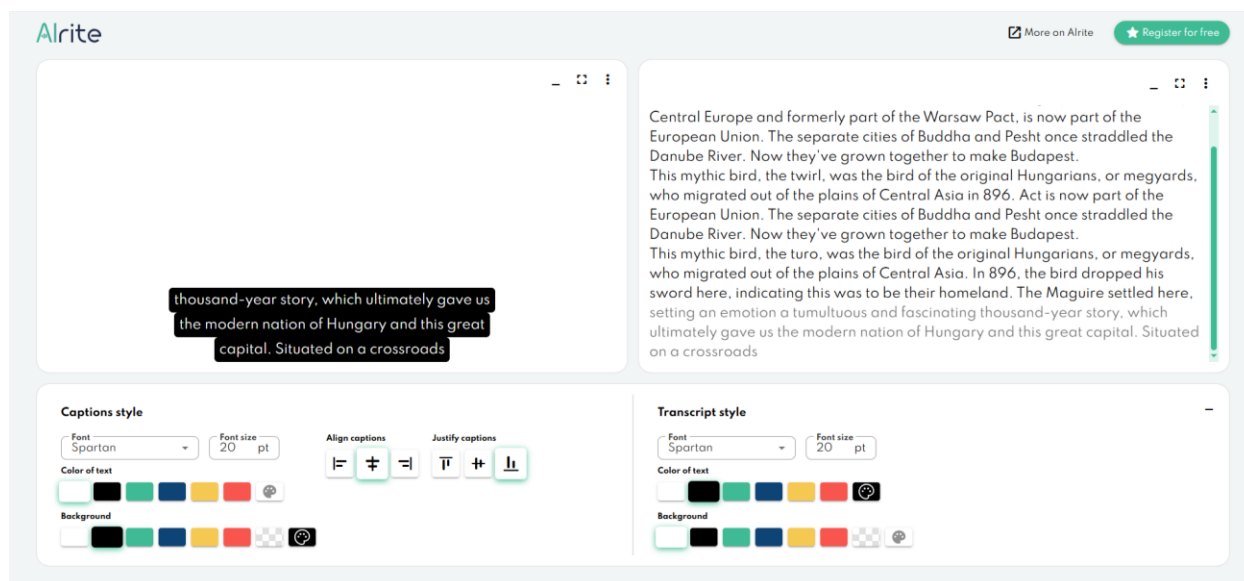 Alrite
More on Alrite
Register for free
thousand-year story, which ultimately gave us
the modern nation of Hungary and this great
capital. Situated on a crossroads
Central Europe and formerly part of the Warsaw Pact, is now part of the
European Union. The separate cities of Buddha and Pesht once straddled the
Danube River. Now they've grown together to make Budapest.
This mythic bird, the twirl, was the bird of the original Hungarians, or megyards,
who migrated out of the plains of Central Asia in 896. Act is now part of the
European Union. The separate cities of Buddha and Pesht once straddled the
Danube River. Now they've grown together to make Budapest.
This mythic bird, the turo, was the bird of the original Hungarians, or megyards,
who migrated out of the plains of Central Asia. In 896, the bird dropped his
sword here, indicating this was to be their homeland. The Maguire settled here,
setting an emotion a tumultuous and fascinating thousand-year story, which
ultimately gave us the modern nation of Hungary and this great capital. Situated
on a crossroads
Captions style
Font
Spartan
Font size
20 pt
Align captions
Justify captions
Color of text
Background
Transcript style
Font
Spartan
Font size
20 pt
Color of text
Background